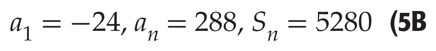 a₁ = −24, aₙ = 288, Sₙ = 5280 (5B